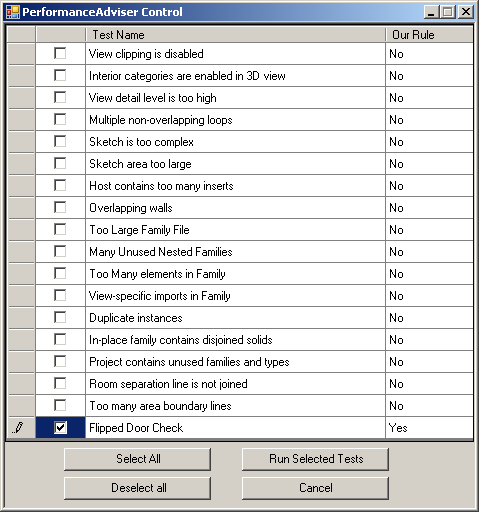 PerformanceAdviser Control
Test Name Our Rule
View clipping is disabled No
Interior categories are enabled in 3D view No
View detail level is too high No
Multiple non-overlapping loops No
Sketch is too complex No
Sketch area too large No
Host contains too many inserts No
Overlapping walls No
Too Large Family File No
Many Unused Nested Families No
Too Many elements in Family No
View-specific imports in Family No
Duplicate instances No
In-place family contains disjoined solids No
Project contains unused families and types No
Room separation line is not joined No
Too many area boundary lines No
Flipped Door Check Yes
Select All Run Selected Tests
Deselect all Cancel